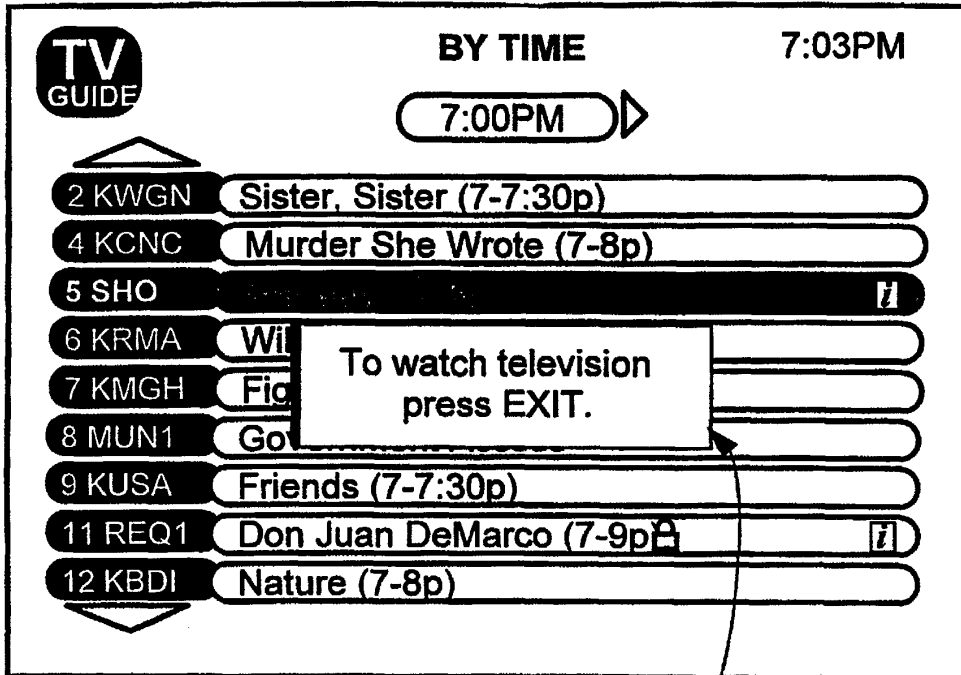 TV GUIDE
BY TIME
7:03PM
7:00PM
2 KWGN Sister, Sister (7-7:30p)
4 KCNC Murder She Wrote (7-8p)
5 SHO i
6 KRMA
7 KMGH
8 MUN1
To watch television
press EXIT.
9 KUSA Friends (7-7:30p)
11 REQ1 Don Juan DeMarco (7-9p i
12 KBDI Nature (7-8p)